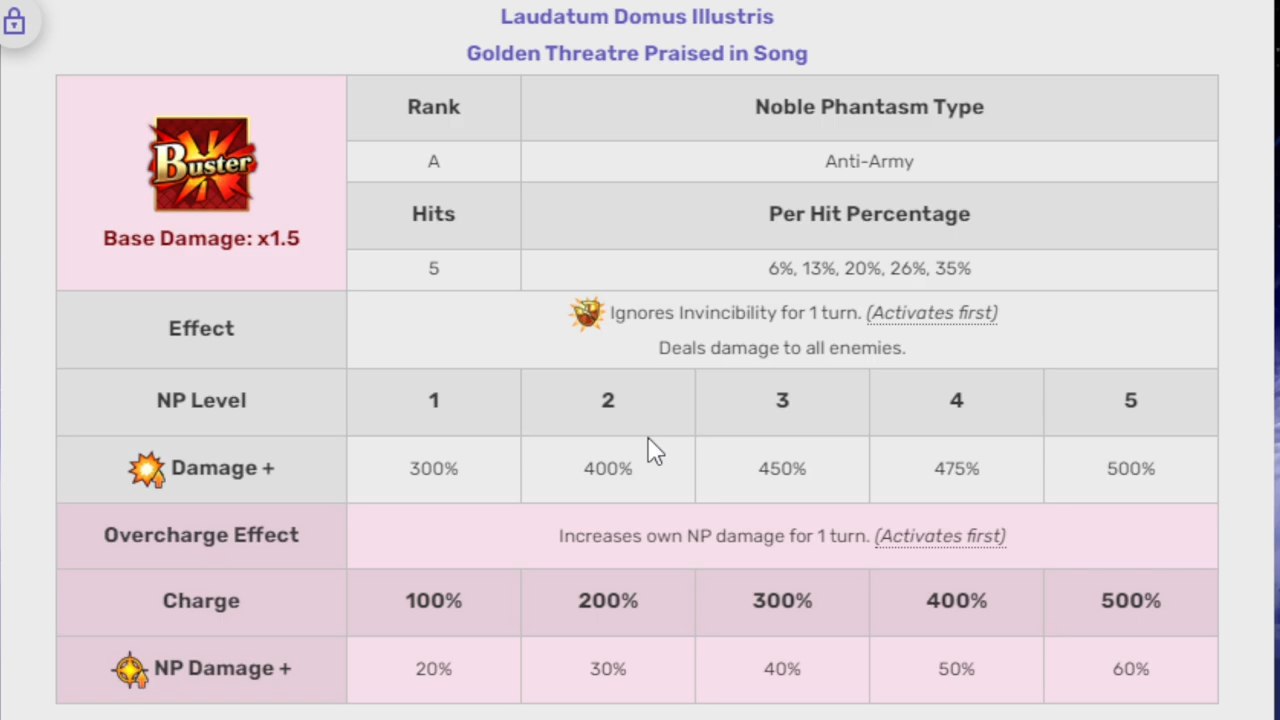 Laudatum Domus Illustris
Golden Threatre Praised in Song
Buster
Base Damage: x1.5
Rank
Noble Phantasm Type
A
Anti-Army
Hits
Per Hit Percentage
5
6%, 13%, 20%, 26%, 35%
Effect
Ignores Invincibility for 1 turn. (Activates first)
Deals damage to all enemies.
NP Level
1
2
3
4
5
Damage +
300%
400%
450%
475%
500%
Overcharge Effect
Increases own NP damage for 1 turn. (Activates first)
Charge
100%
200%
300%
400%
500%
NP Damage +
20%
30%
40%
50%
60%